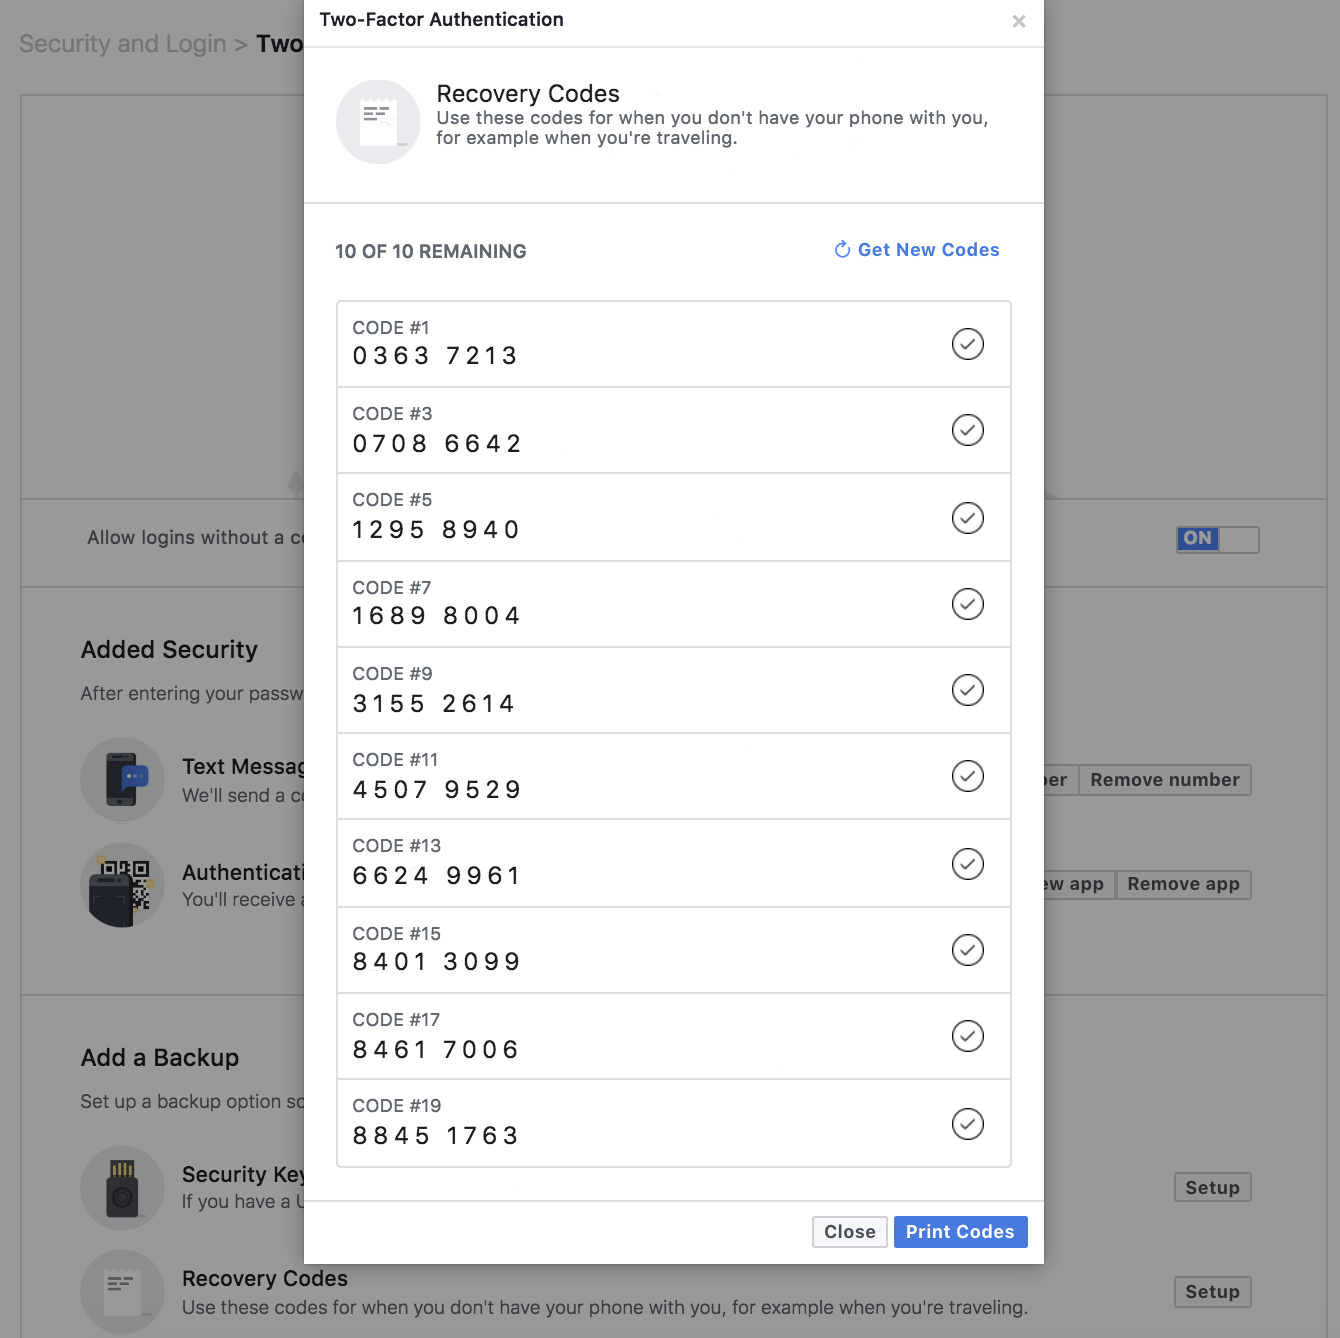 Two-Factor Authentication
Security and Login > Two
Recovery Codes
Use these codes for when you don't have your phone with you,
for example when you're traveling.
10 OF 10 REMAINING
Get New Codes
CODE #1
0363 7213
CODE #3
0708 6642
CODE #5
1295 8940
Allow logins without a
ON
CODE #7
1689 8004
Added Security
After entering your
CODE #9
3155 2614
CODE #11
4507 9529
Text
We'll send a
Remove number
CODE #13
6624 9961
You'll receive
app
Remove app
CODE #15
8401 3099
CODE #17
8461 7006
Add a Backup
Set up a backup option
CODE #19
8845 1763
Security
If you have a
Setup
Close
Print Codes
Recovery Codes
Use these codes for when you don't have your phone with you, for example when you're traveling.
Setup